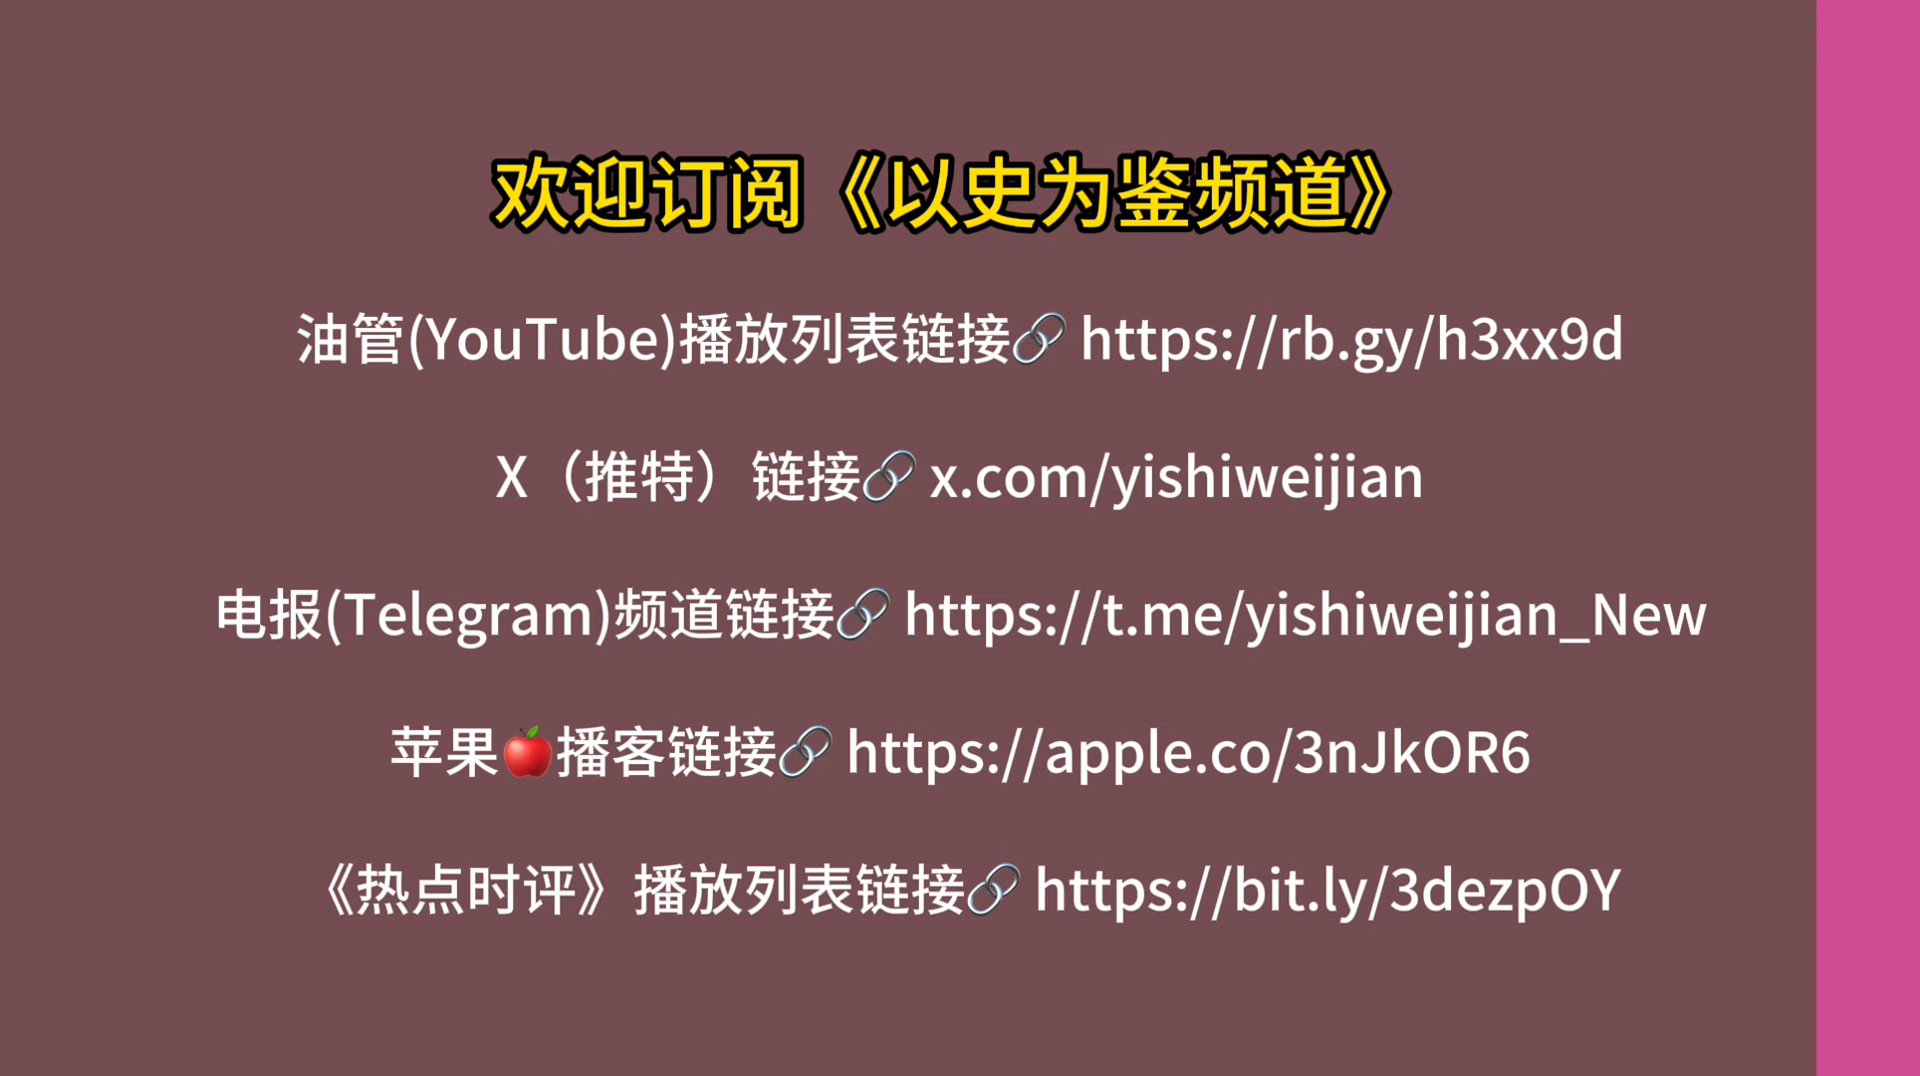 欢迎订阅《以史为鉴频道》
油管(YouTube)播放列表链接🔗 https://rb.gy/h3xx9d
X（推特）链接🔗 x.com/yishiweijian
电报(Telegram)频道链接🔗 https://t.me/yishiweijian_New
苹果🍎播客链接🔗 https://apple.co/3nJkOR6
《热点时评》播放列表链接🔗 https://bit.ly/3dezpOY